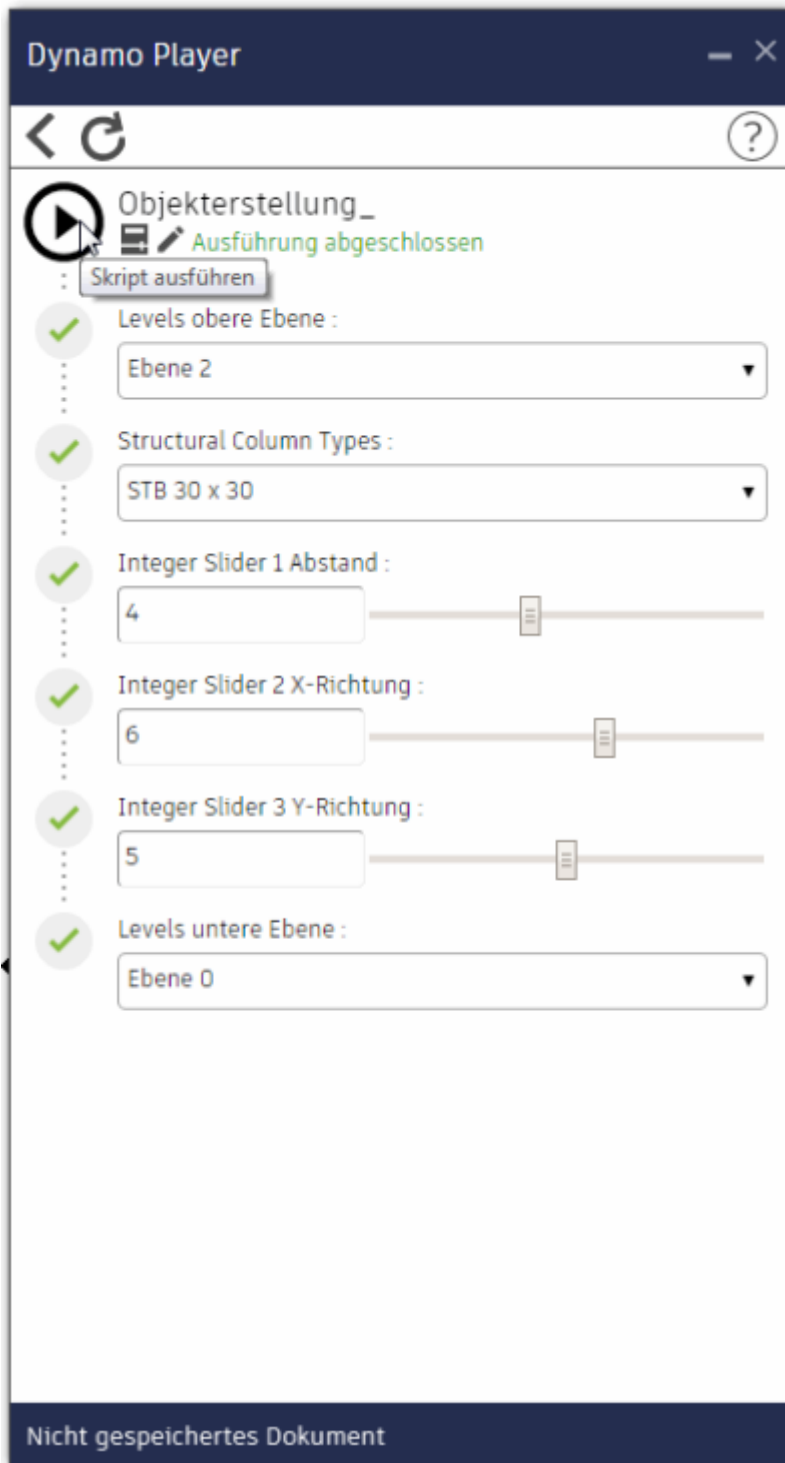 Dynamo Player
Objekterstellung_
Ausführung abgeschlossen
Skript ausführen
Levels obere Ebene :
Ebene 2
Structural Column Types :
STB 30 x 30
Integer Slider 1 Abstand :
4
Integer Slider 2 X-Richtung :
6
Integer Slider 3 Y-Richtung :
5
Levels untere Ebene :
Ebene 0
Nicht gespeichertes Dokument